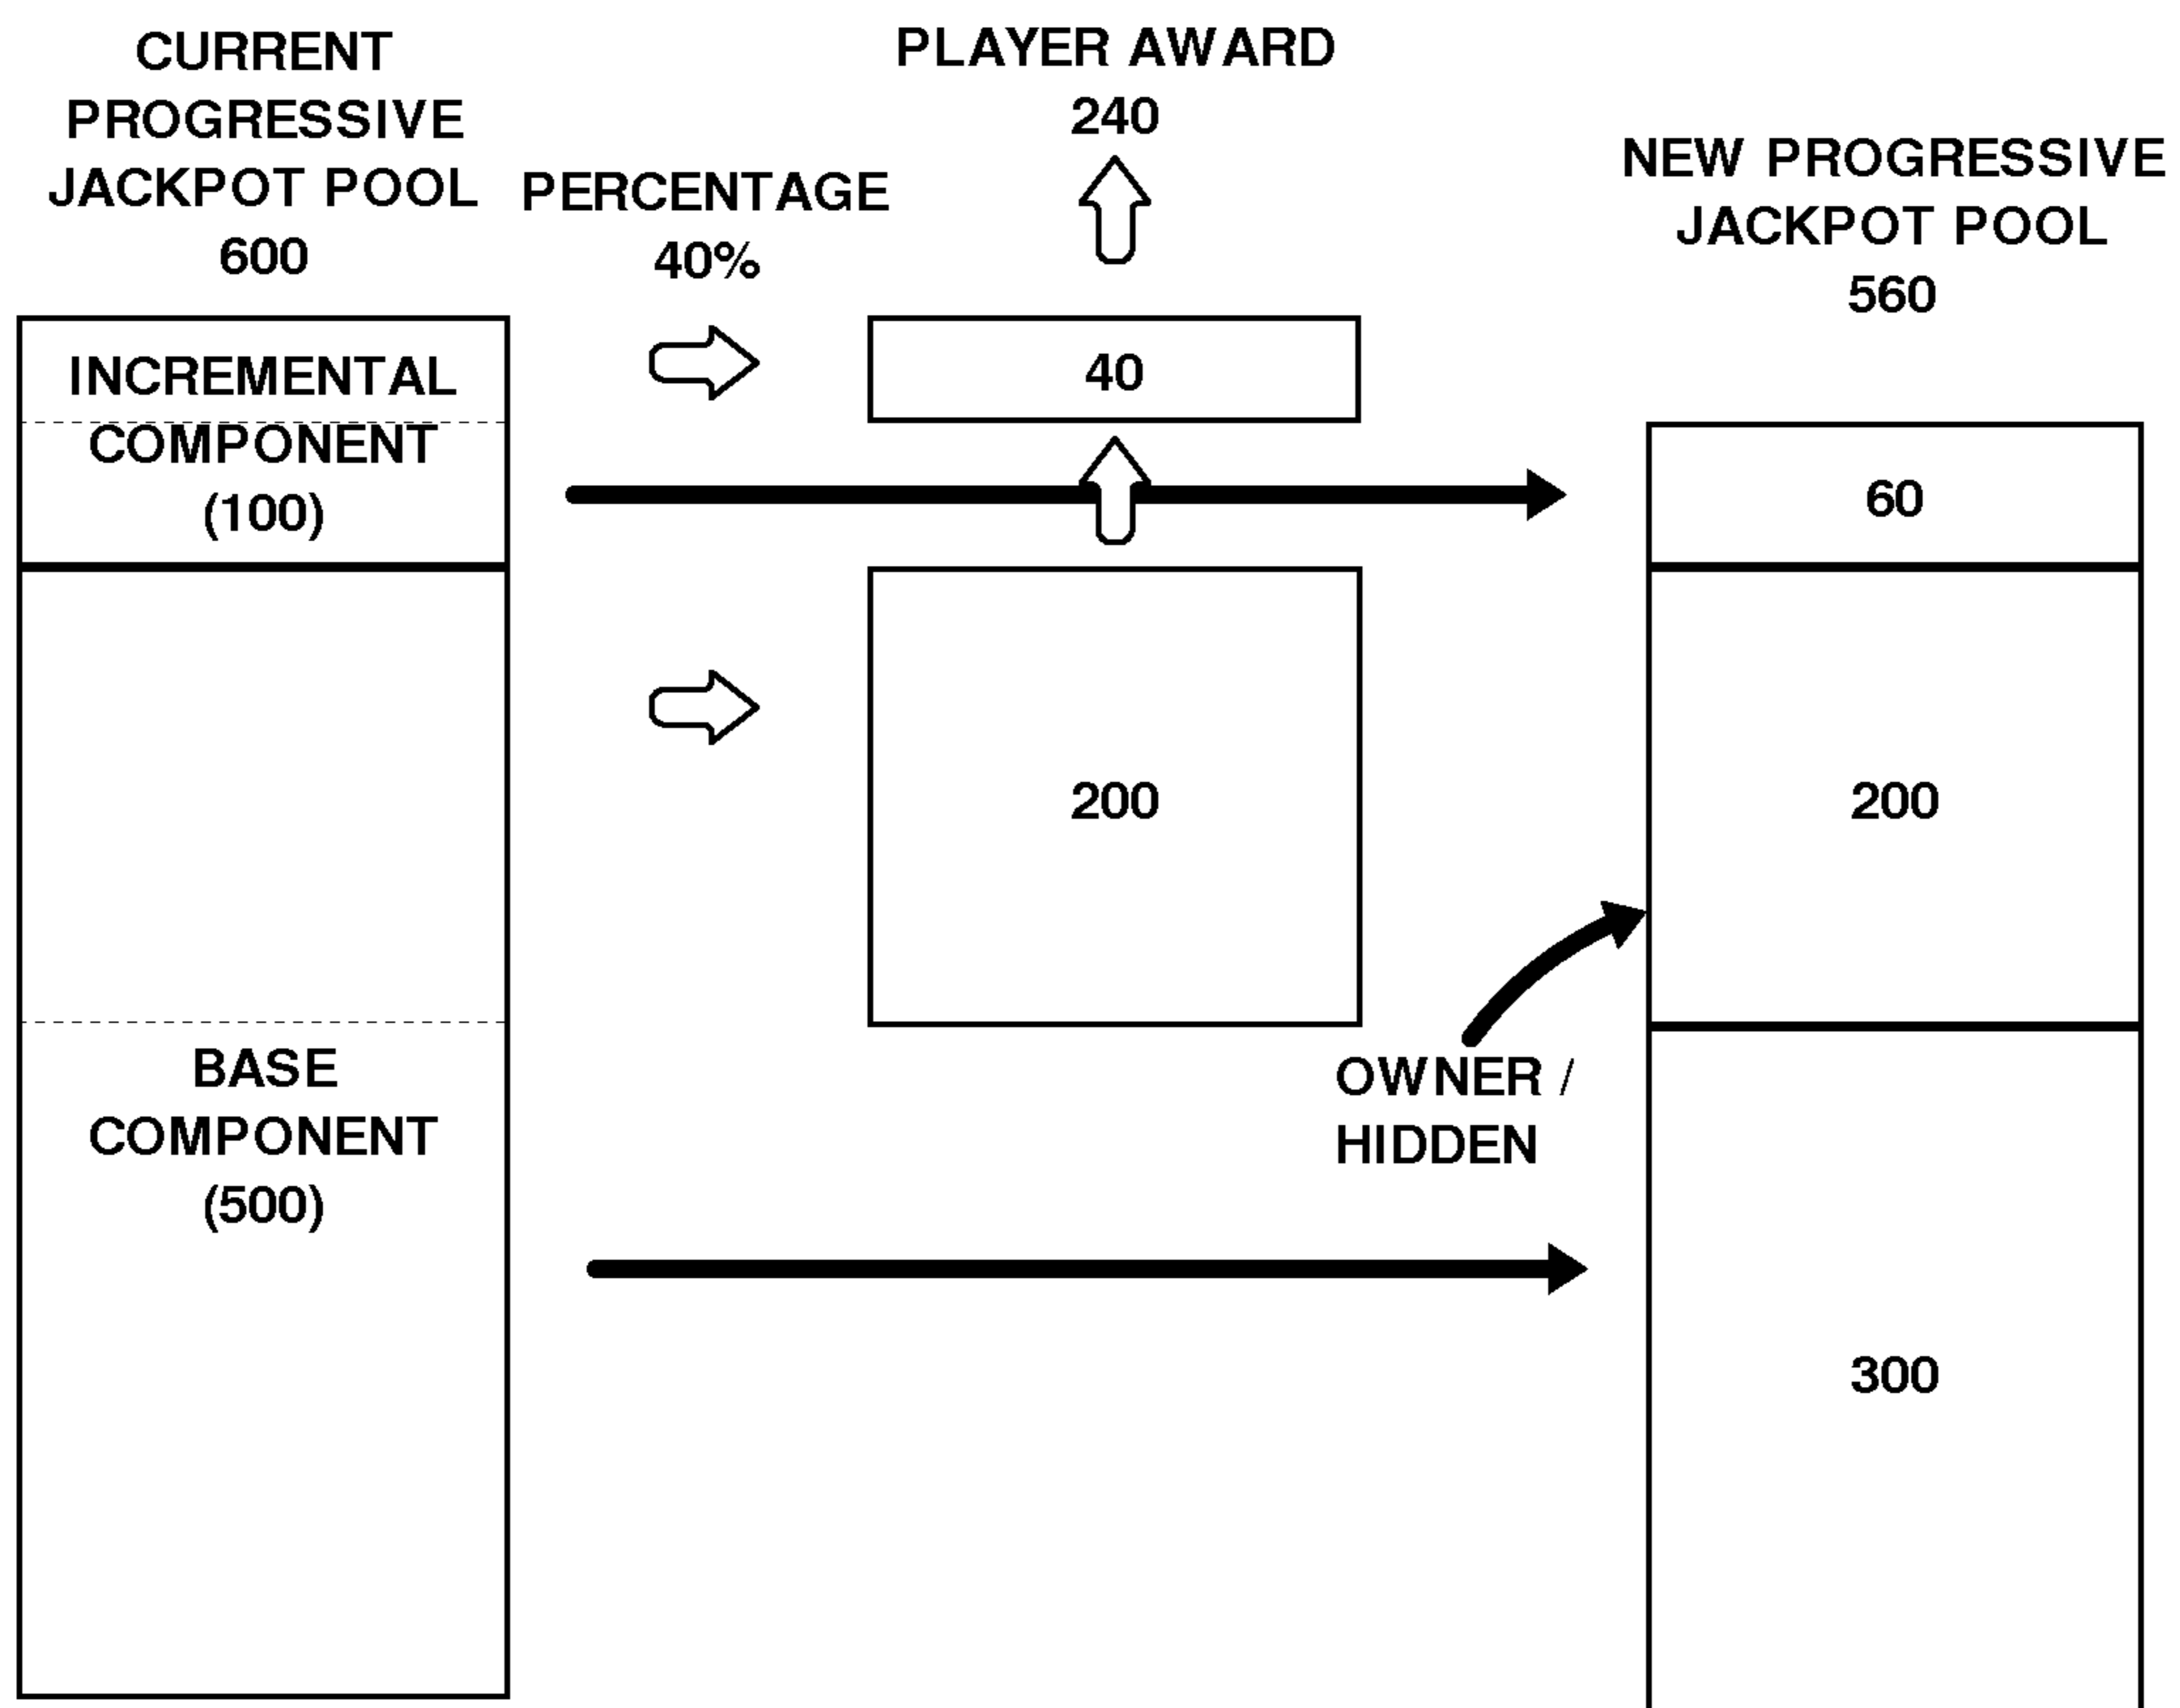 CURRENT
PROGRESSIVE
JACKPOT POOL
600
PERCENTAGE
40%
PLAYER AWARD
240
NEW PROGRESSIVE
JACKPOT POOL
560
INCREMENTAL
COMPONENT
(100)
40
60
200
200
BASE
COMPONENT
(500)
OWNER /
HIDDEN
300